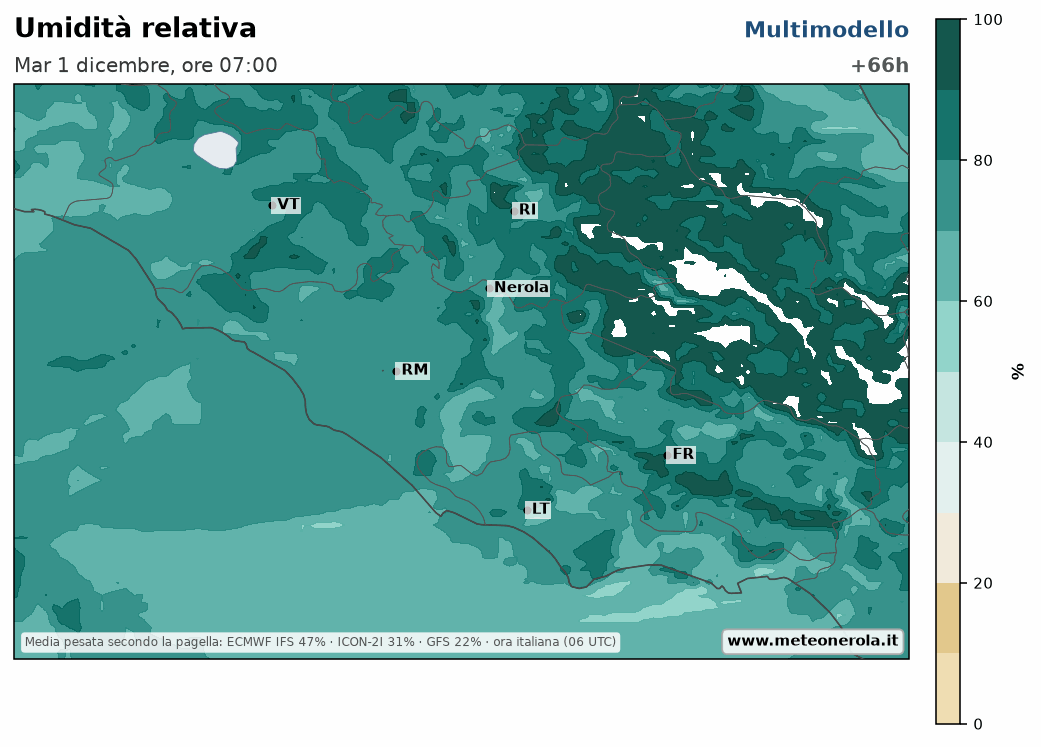 Umidità relativa
Multimodello
Mar 1 dicembre, ore 07:00
+66h
100
80
60
40
20
0
%
VT
RI
Nerola
RM
FR
LT
Media pesata secondo la pagella: ECMWF IFS 47% · ICON-2I 31% · GFS 22% · ora italiana (06 UTC)
www.meteonerola.it